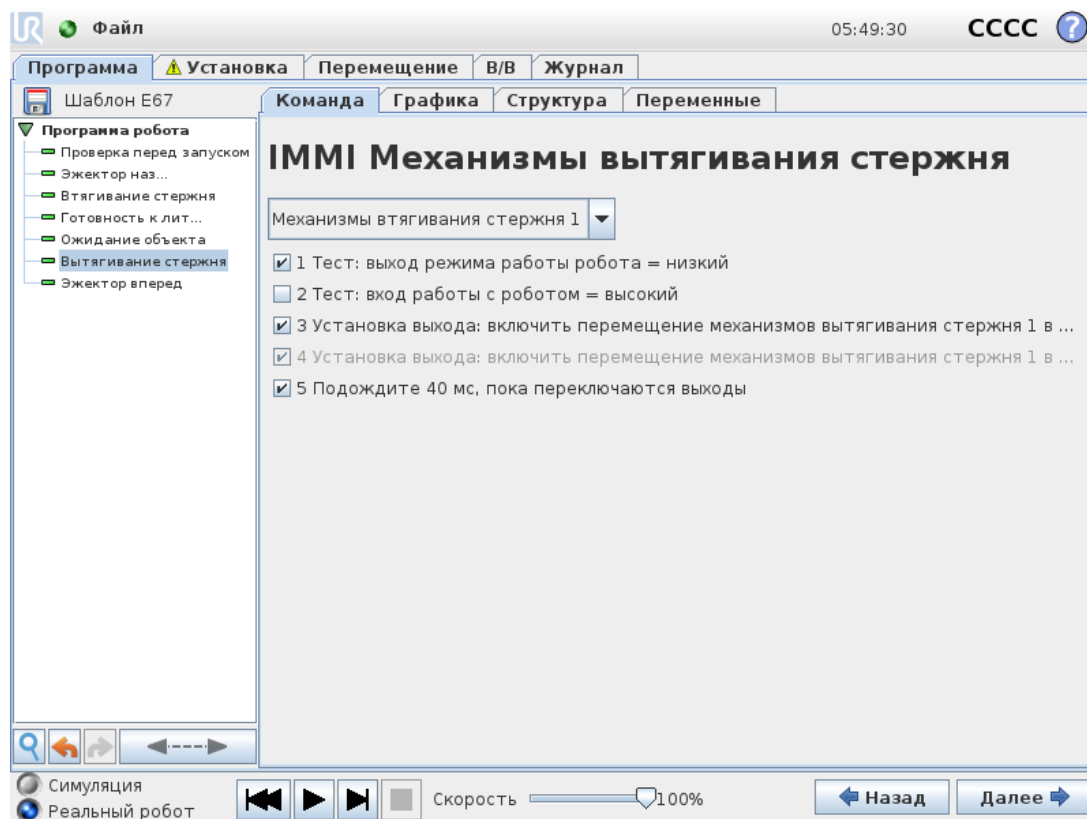 UR Файл 05:49:30 CCCC ?
Программа Установка Перемещение В/В Журнал
Шаблон E67 Команда Графика Структура Переменные
Программа робота
Проверка перед запуском
Эжектор наз...
Втягивание стержня
Готовность к лит...
Ожидание объекта
Вытягивание стержня
Эжектор вперед
IMMI Механизмы вытягивания стержня
Механизмы втягивания стержня 1
1 Тест: выход режима работы робота = низкий
2 Тест: вход работы с роботом = высокий
3 Установка выхода: включить перемещение механизмов вытягивания стержня 1 в ...
4 Установка выхода: включить перемещение механизмов вытягивания стержня 1 в ...
5 Подождите 40 мс, пока переключаются выходы
Симуляция
Реальный робот
Скорость 100% Назад Далее